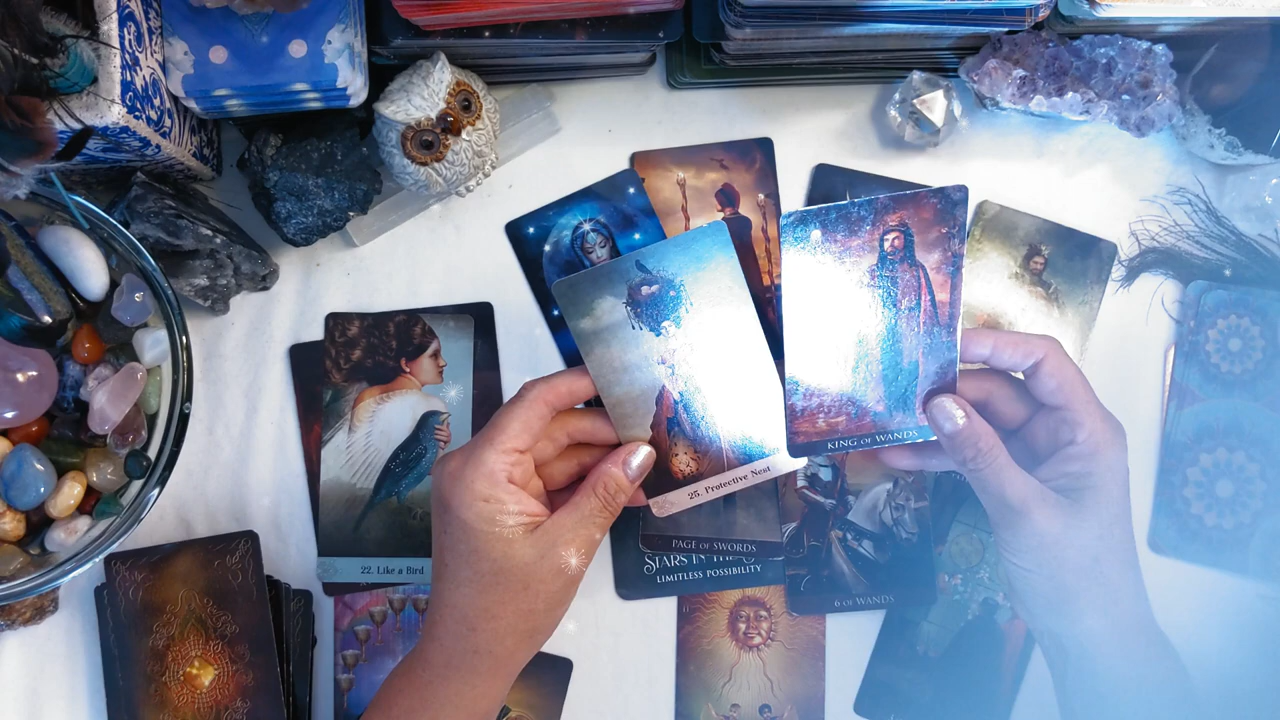 KING OF WANDS
25. Protective Nest
PAGE OF SWORDS
STARS IN THE
LIMITLESS POSSIBILITY
22. Like a Bird
6 OF WANDS